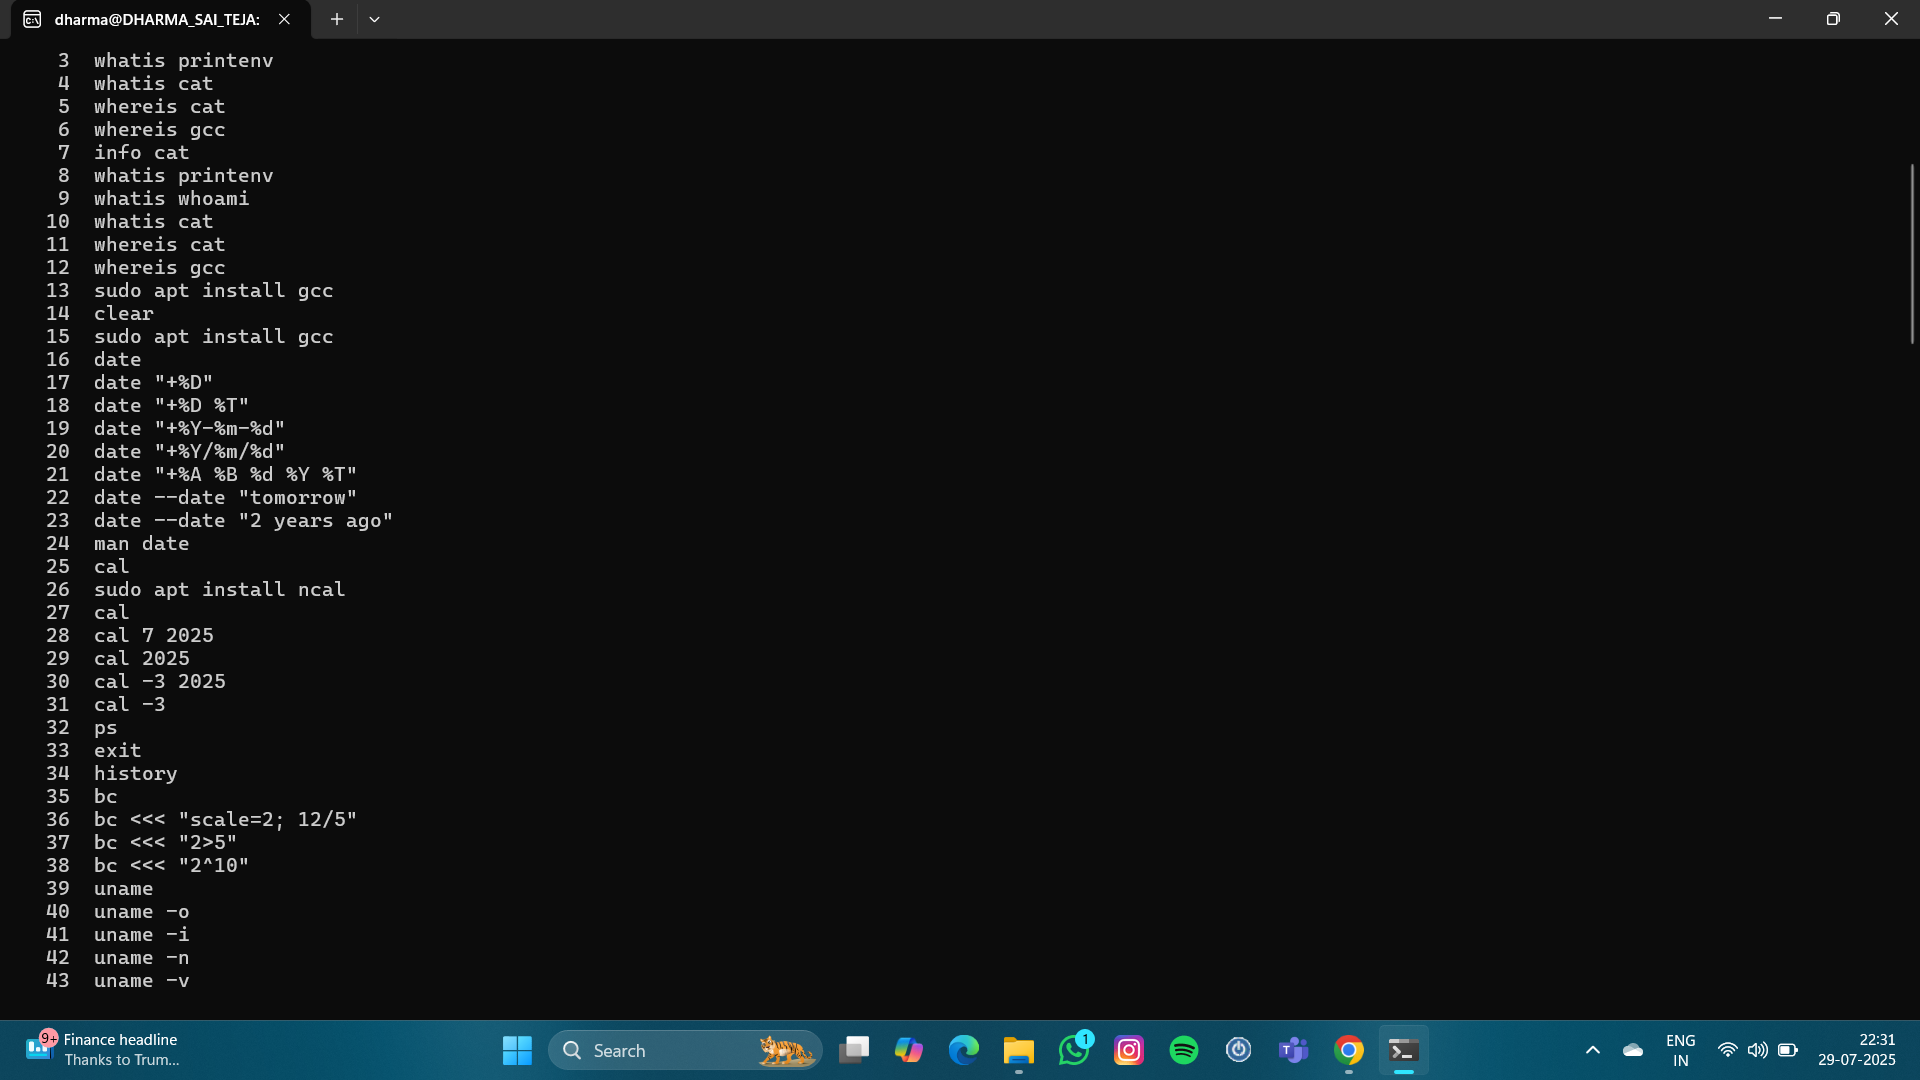 dharma@DHARMA_SAI_TEJA:
3 whatis printenv
4 whatis cat
5 whereis cat
6 whereis gcc
7 info cat
8 whatis printenv
9 whatis whoami
10 whatis cat
11 whereis cat
12 whereis gcc
13 sudo apt install gcc
14 clear
15 sudo apt install gcc
16 date
17 date "+%D"
18 date "+%D %T"
19 date "+%Y-%m-%d"
20 date "+%Y/%m/%d"
21 date "+%A %B %d %Y %T"
22 date --date "tomorrow"
23 date --date "2 years ago"
24 man date
25 cal
26 sudo apt install ncal
27 cal
28 cal 7 2025
29 cal 2025
30 cal -3 2025
31 cal -3
32 ps
33 exit
34 history
35 bc
36 bc <<< "scale=2; 12/5"
37 bc <<< "2>5"
38 bc <<< "2^10"
39 uname
40 uname -o
41 uname -i
42 uname -n
43 uname -v
9+
Finance headline
Thanks to Trum...
Search
1
ENG
IN
22:31
29-07-2025